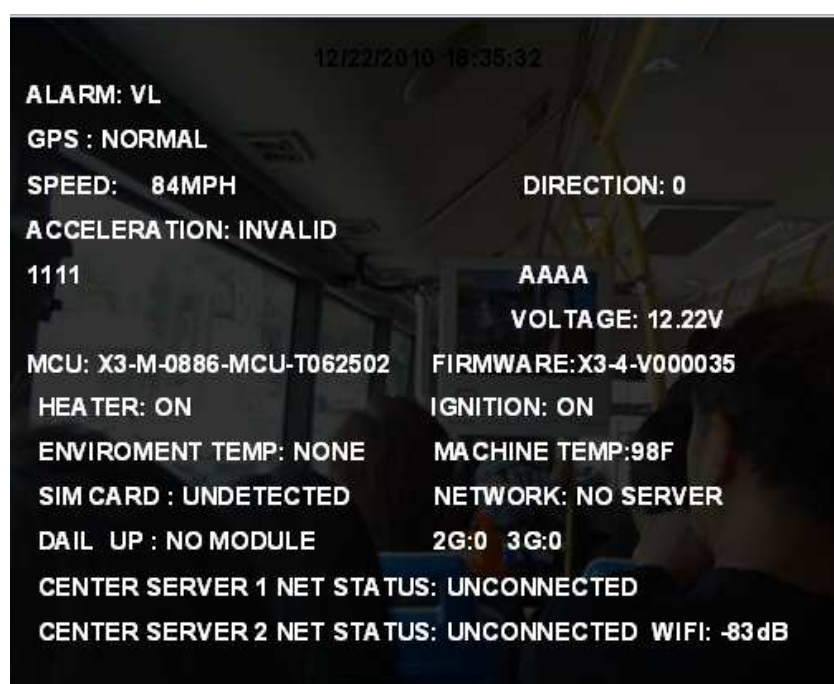 12/22/2010 16:35:32
ALARM: VL
GPS : NORMAL
SPEED: 84MPH DIRECTION: 0
ACCELERATION: INVALID
1111 AAAA
VOLTAGE: 12.22V
MCU: X3-M-0886-MCU-T062502 FIRMWARE:X3-4-V000035
HEATER: ON IGNITION: ON
ENVIROMENT TEMP: NONE MACHINE TEMP:98F
SIM CARD : UNDETECTED NETWORK: NO SERVER
DAIL UP : NO MODULE 2G:0 3G:0
CENTER SERVER 1 NET STATUS: UNCONNECTED
CENTER SERVER 2 NET STATUS: UNCONNECTED WIFI: -83dB